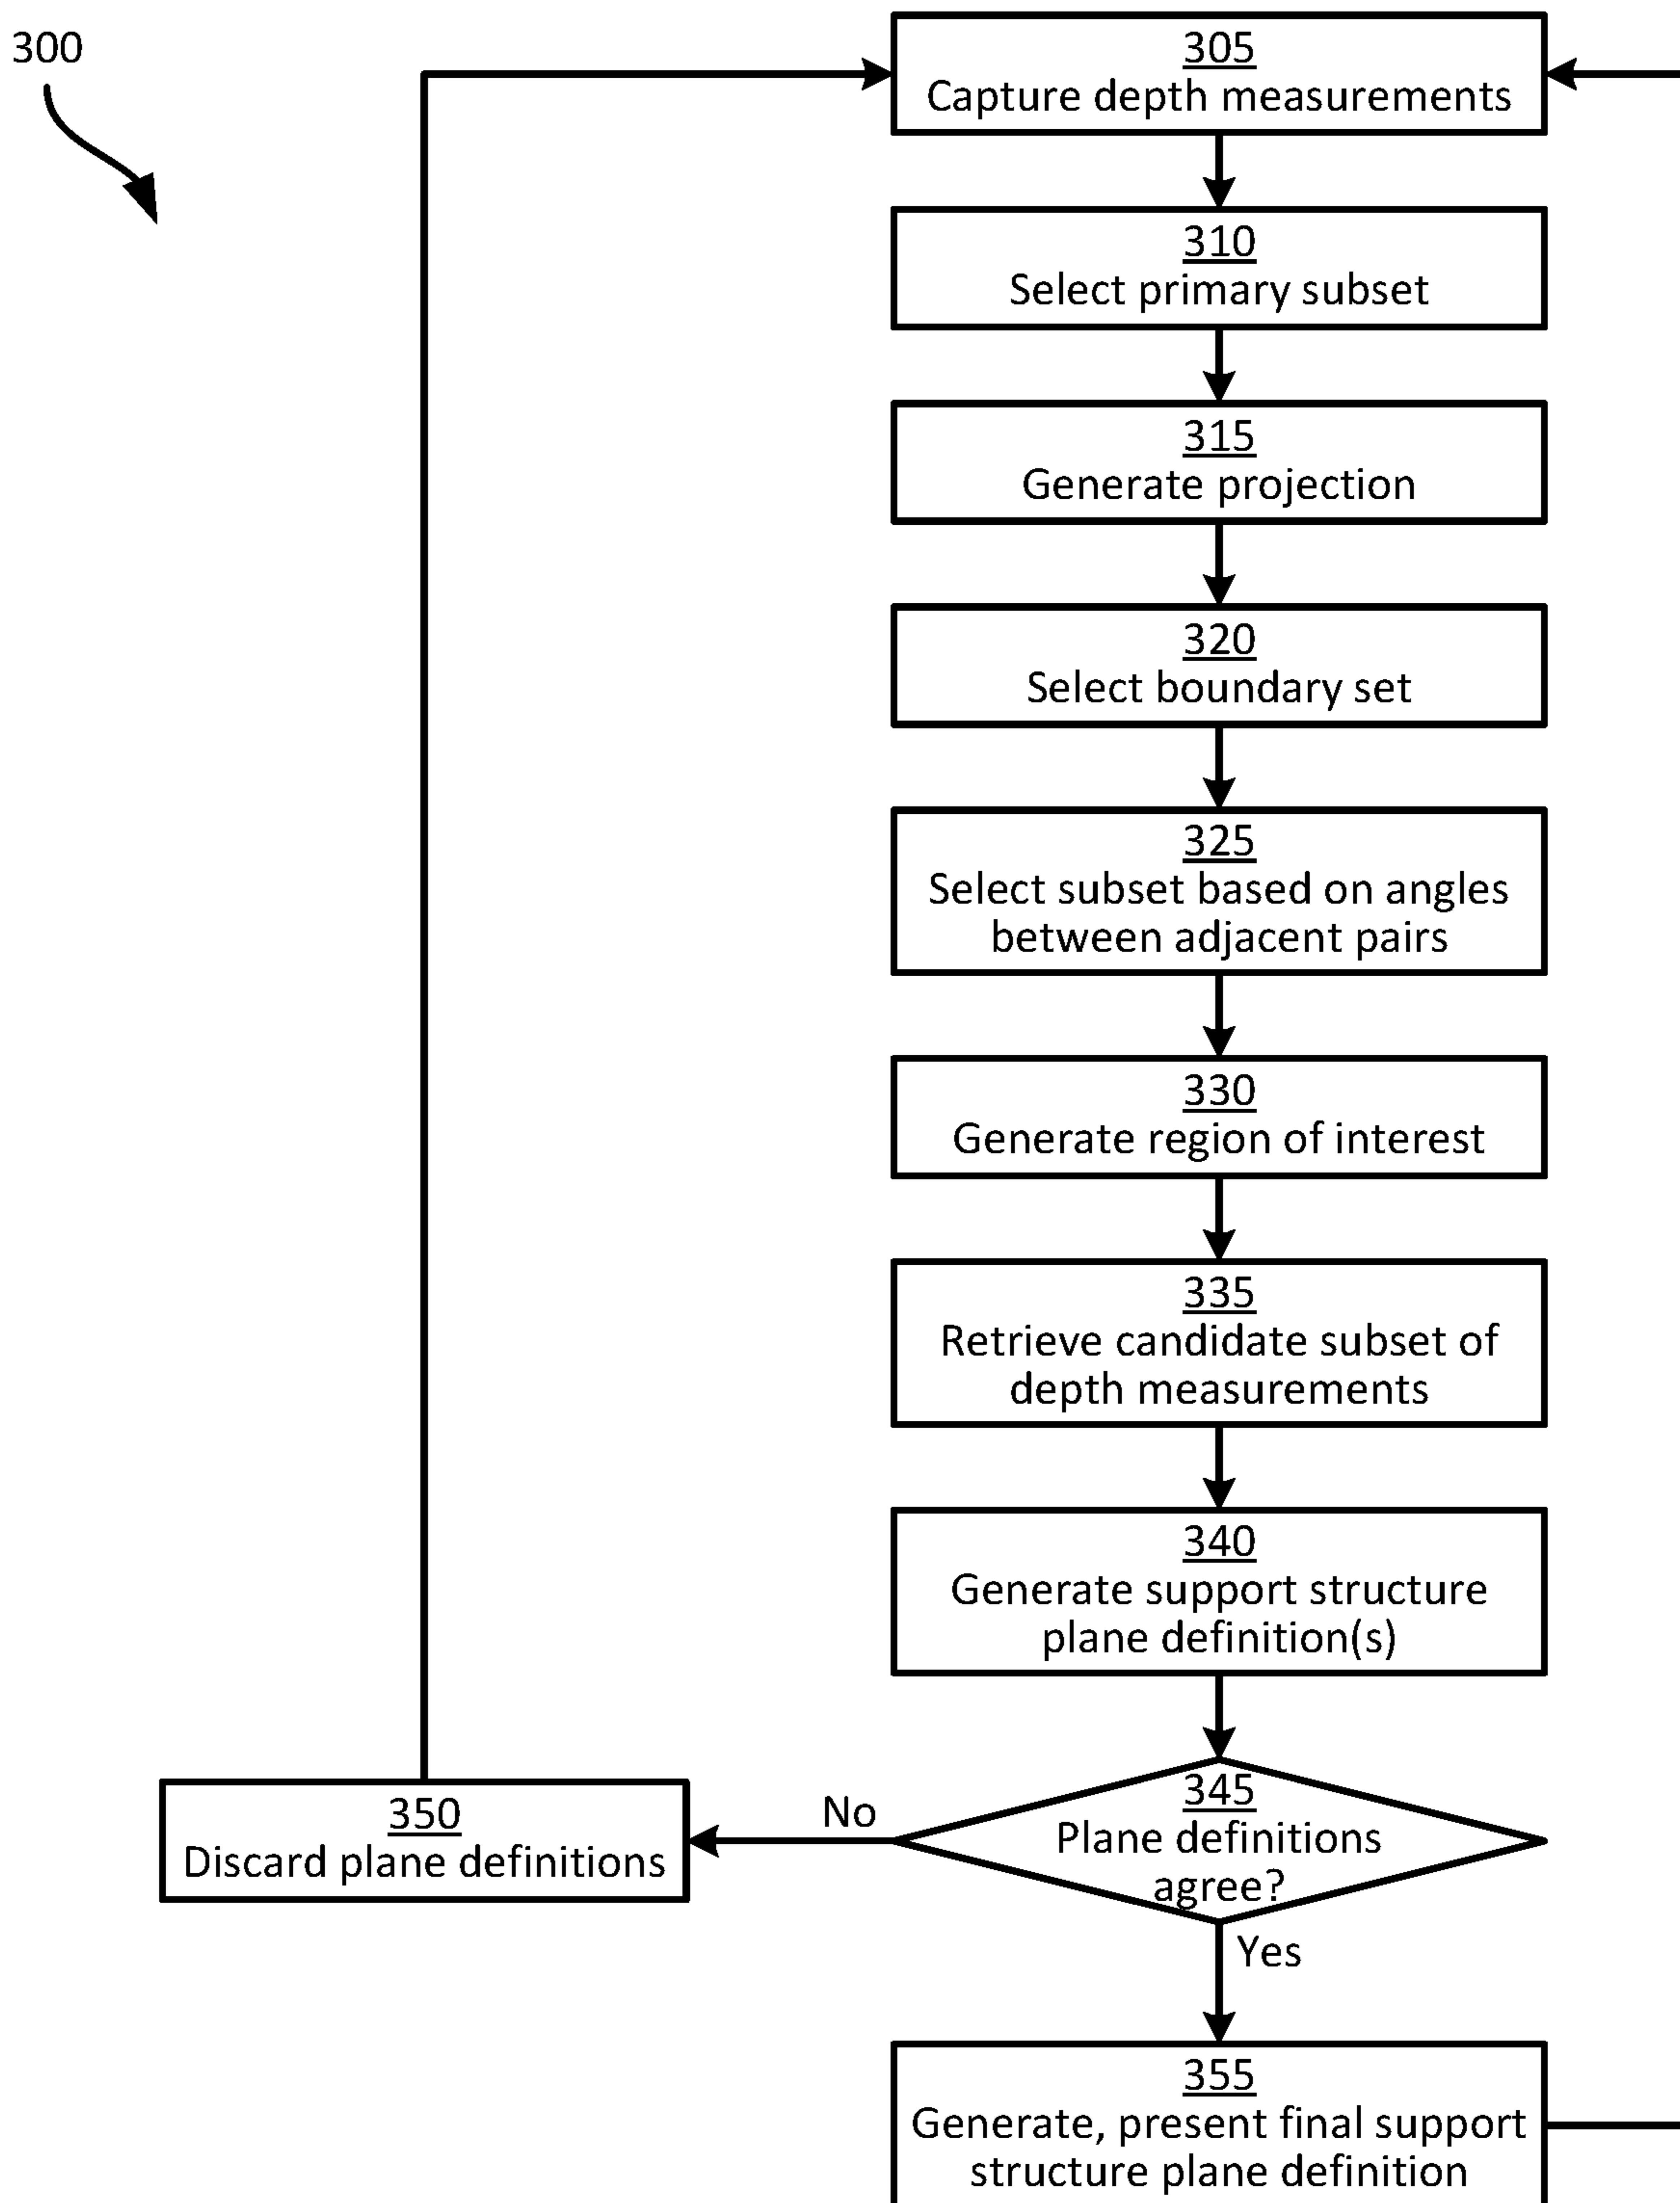 300
305
Capture depth measurements
310
Select primary subset
315
Generate projection
320
Select boundary set
325
Select subset based on angles
between adjacent pairs
330
Generate region of interest
335
Retrieve candidate subset of
depth measurements
340
Generate support structure
plane definition(s)
345
Plane definitions
agree?
No
350
Discard plane definitions
Yes
355
Generate, present final support
structure plane definition